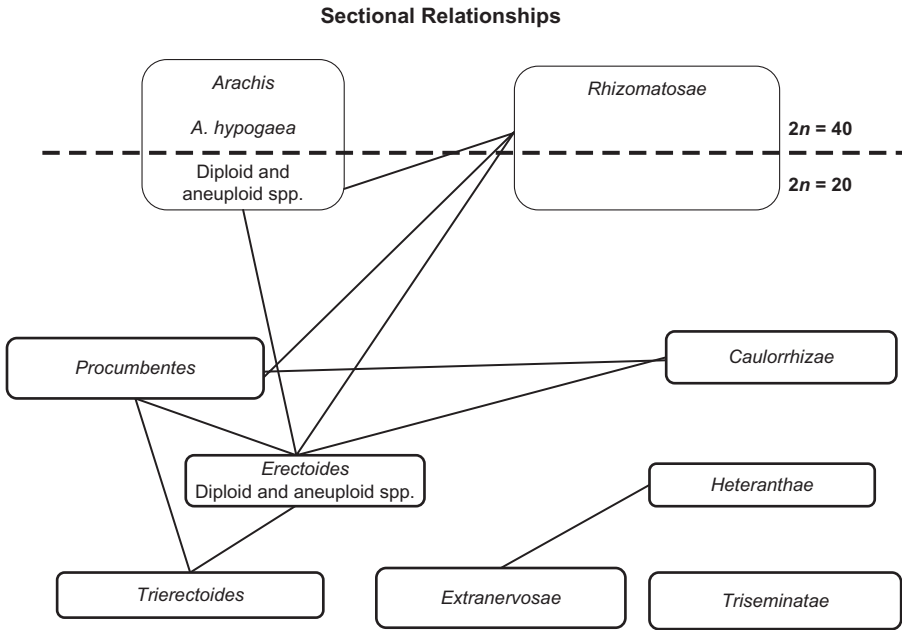 Sectional Relationships
Arachis
Rhizomatosae
A. hypogaea
2n = 40
Diploid and
aneuploid spp.
2n = 20
Procumbentes
Caulorrhizae
Erectoides
Diploid and aneuploid spp.
Heteranthae
Trierectoides
Extranervosae
Triseminatae